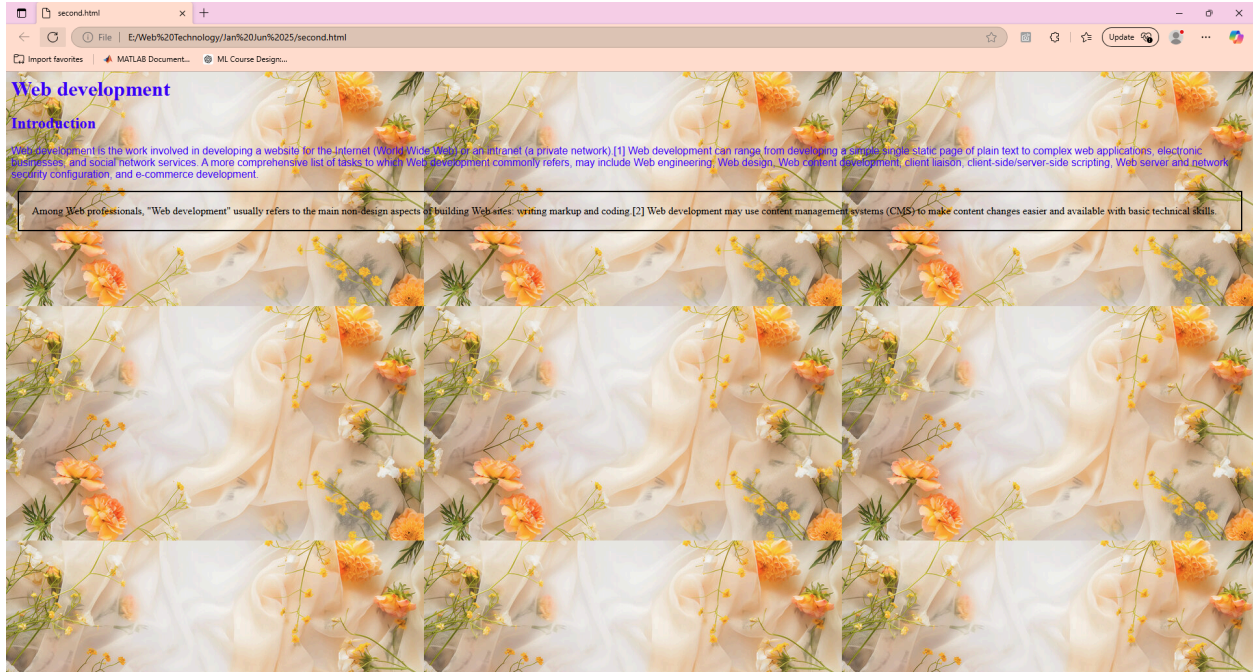 second.html
File
E:/Web%20Technology/Jan%20Jun%2025/second.html
Update
Import favorites
MATLAB Document...
ML Course Design:...
Web development
Introduction
Web development is the work involved in developing a website for the Internet (World Wide Web) or an intranet (a private network).[1] Web development can range from developing a simple single static page of plain text to complex web applications, electronic
businesses, and social network services. A more comprehensive list of tasks to which Web development commonly refers, may include Web engineering, Web design, Web content development, client liaison, client-side/server-side scripting, Web server and network
security configuration, and e-commerce development.
Among Web professionals, "Web development" usually refers to the main non-design aspects of building Web sites: writing markup and coding.[2] Web development may use content management systems (CMS) to make content changes easier and available with basic technical skills.